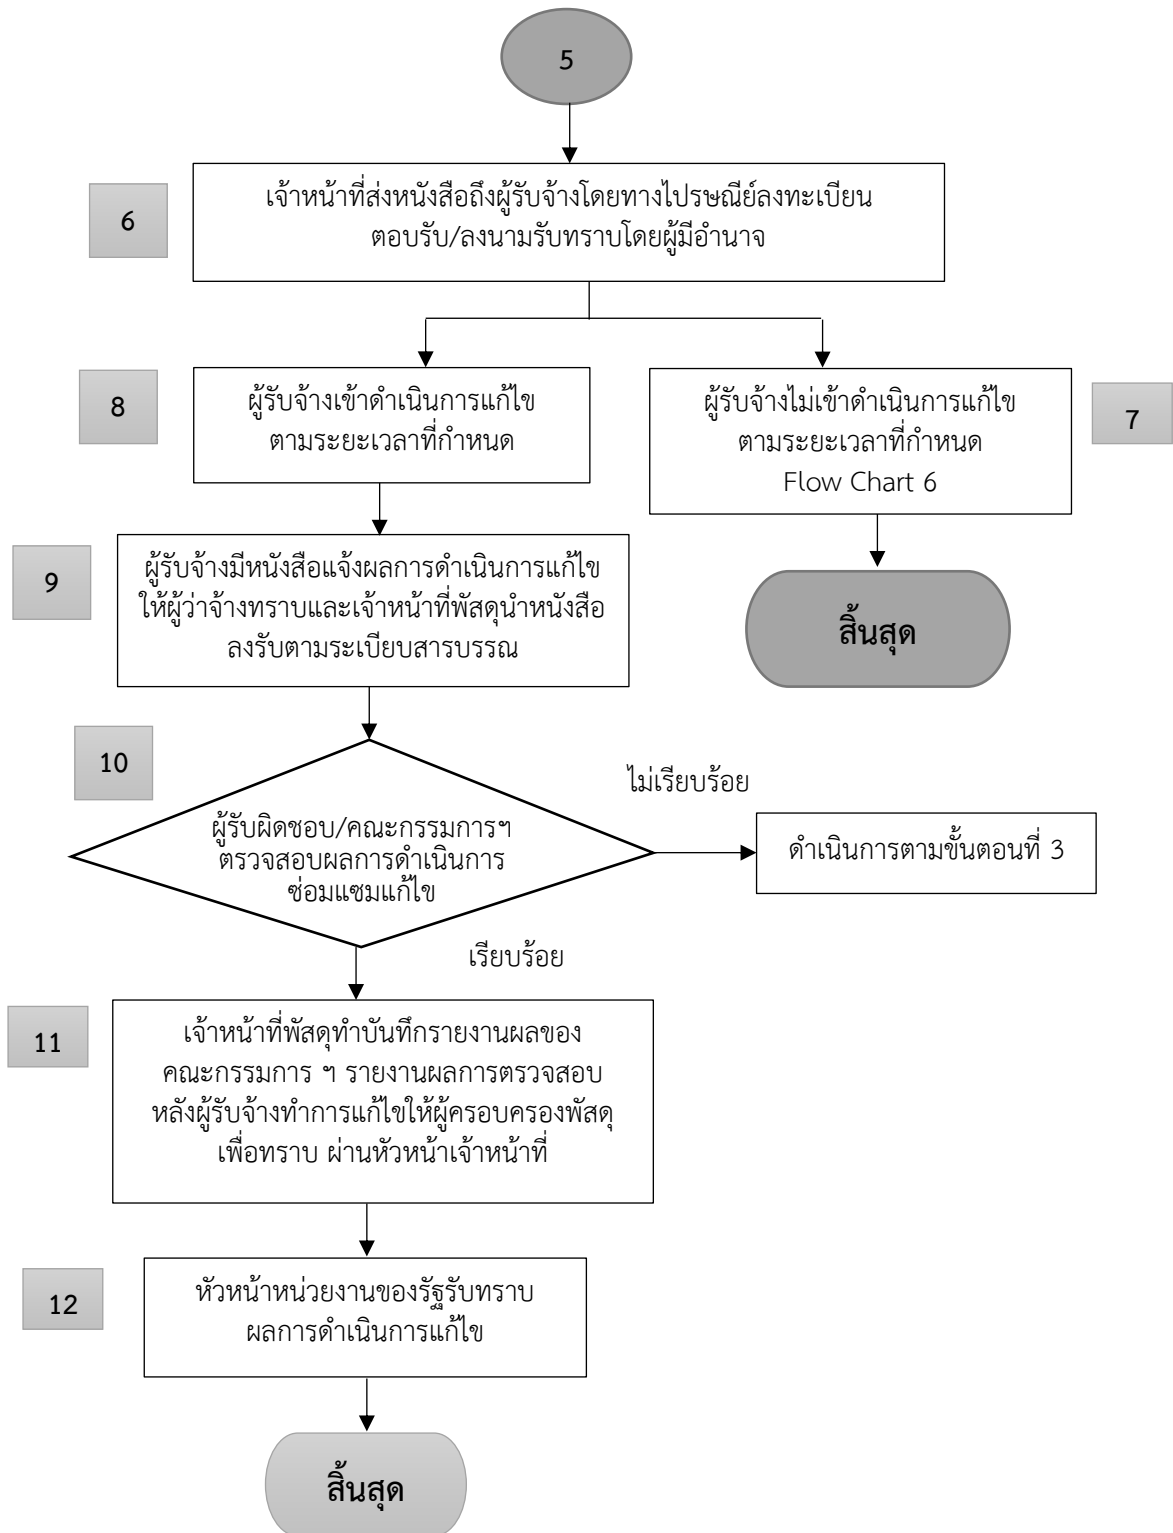 5
6
เจ้าหน้าที่ส่งหนังสือถึงผู้รับจ้างโดยทางไปรษณีย์ลงทะเบียน
ตอบรับ/ลงนามรับทราบโดยผู้มีอำนาจ
8
ผู้รับจ้างเข้าดำเนินการแก้ไข
ตามระยะเวลาที่กำหนด
ผู้รับจ้างไม่เข้าดำเนินการแก้ไข
ตามระยะเวลาที่กำหนด
Flow Chart 6
7
9
ผู้รับจ้างมีหนังสือแจ้งผลการดำเนินการแก้ไข
ให้ผู้ว่าจ้างทราบและเจ้าหน้าที่พัสดุนำหนังสือ
ลงรับตามระเบียบสารบรรณ
สิ้นสุด
10
ผู้รับผิดชอบ/คณะกรรมการฯ
ตรวจสอบผลการดำเนินการ
ซ่อมแซมแก้ไข
ไม่เรียบร้อย
ดำเนินการตามขั้นตอนที่ 3
เรียบร้อย
11
เจ้าหน้าที่พัสดุทำบันทึกรายงานผลของ
คณะกรรมการ ฯ รายงานผลการตรวจสอบ
หลังผู้รับจ้างทำการแก้ไขให้ผู้ครอบครองพัสดุ
เพื่อทราบ ผ่านหัวหน้าเจ้าหน้าที่
12
หัวหน้าหน่วยงานของรัฐรับทราบ
ผลการดำเนินการแก้ไข
สิ้นสุด